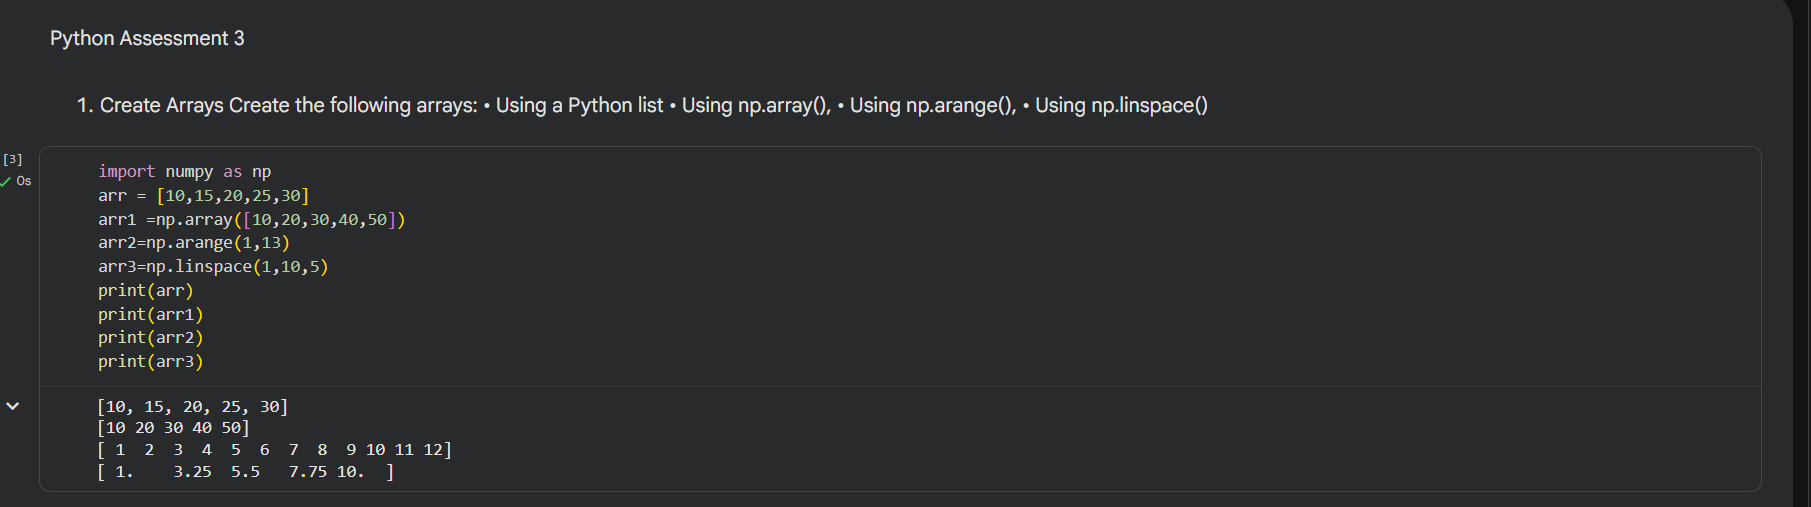 Python Assessment 3
1. Create Arrays Create the following arrays: • Using a Python list • Using np.array(), • Using np.arange(), • Using np.linspace()
[3]
0s
import numpy as np
arr = [10,15,20,25,30]
arr1 =np.array([10,20,30,40,50])
arr2=np.arange(1,13)
arr3=np.linspace(1,10,5)
print(arr)
print(arr1)
print(arr2)
print(arr3)
[10, 15, 20, 25, 30]
[10 20 30 40 50]
[ 1  2  3  4  5  6  7  8  9 10 11 12]
[ 1.    3.25  5.5   7.75 10.  ]